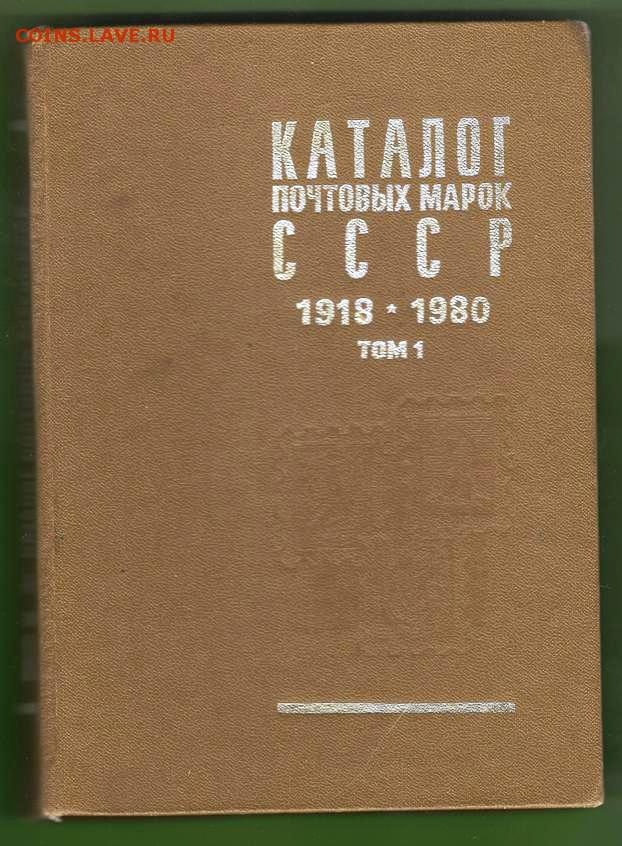 COINS.LAVE.RU
КАТАЛОГ
ПОЧТОВЫХ МАРОК
СССР
1918 * 1980
ТОМ 1